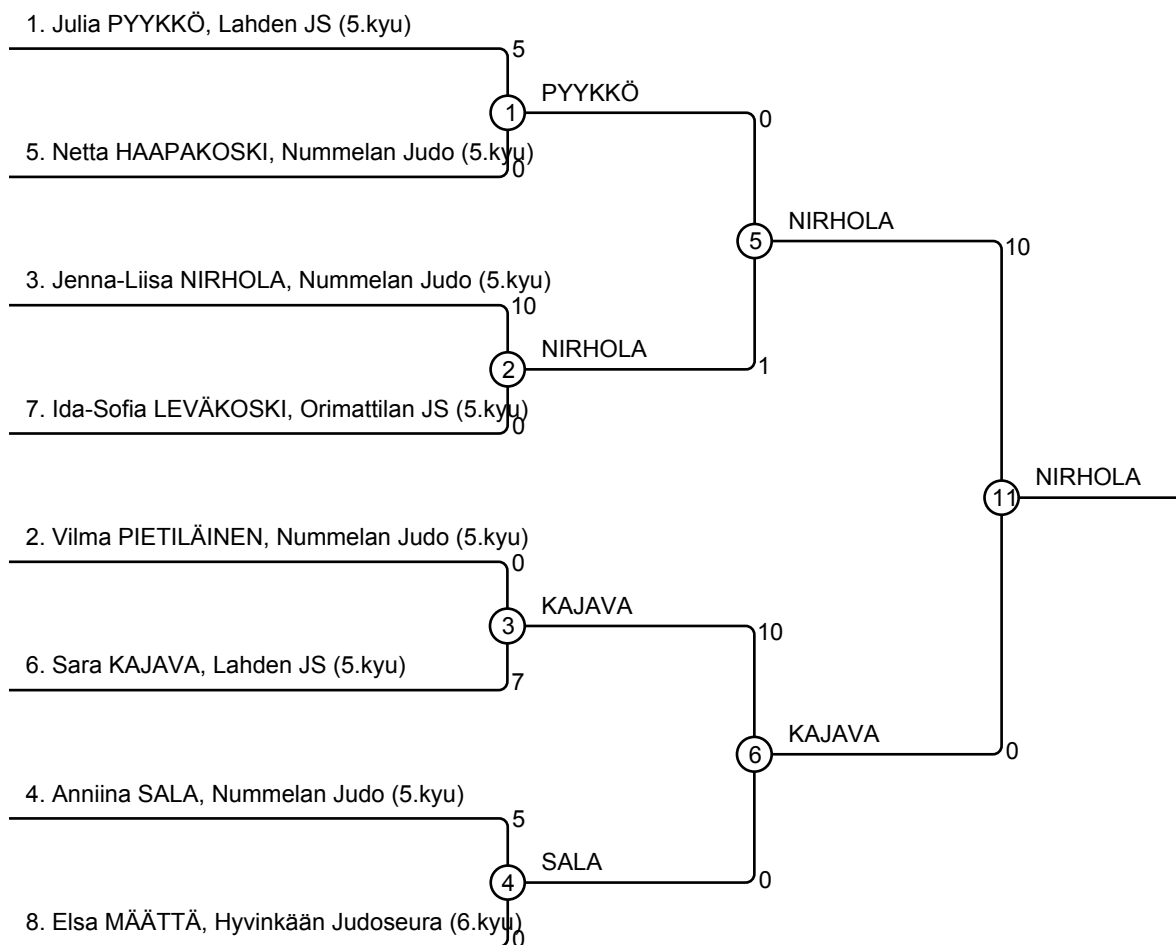 1. Julia PYYKKÖ, Lahden JS (5.kyu)
5
1
PYYKKÖ
0
5. Netta HAAPAKOSKI, Nummelan Judo (5.kyu)
0
5
NIRHOLA
10
3. Jenna-Liisa NIRHOLA, Nummelan Judo (5.kyu)
10
2
NIRHOLA
1
7. Ida-Sofia LEVÄKOSKI, Orimattilan JS (5.kyu)
0
11
NIRHOLA
2. Vilma PIETILÄINEN, Nummelan Judo (5.kyu)
0
3
KAJAVA
10
6. Sara KAJAVA, Lahden JS (5.kyu)
7
6
KAJAVA
0
4. Anniina SALA, Nummelan Judo (5.kyu)
5
4
SALA
0
8. Elsa MÄÄTTÄ, Hyvinkään Judoseura (6.kyu)
0